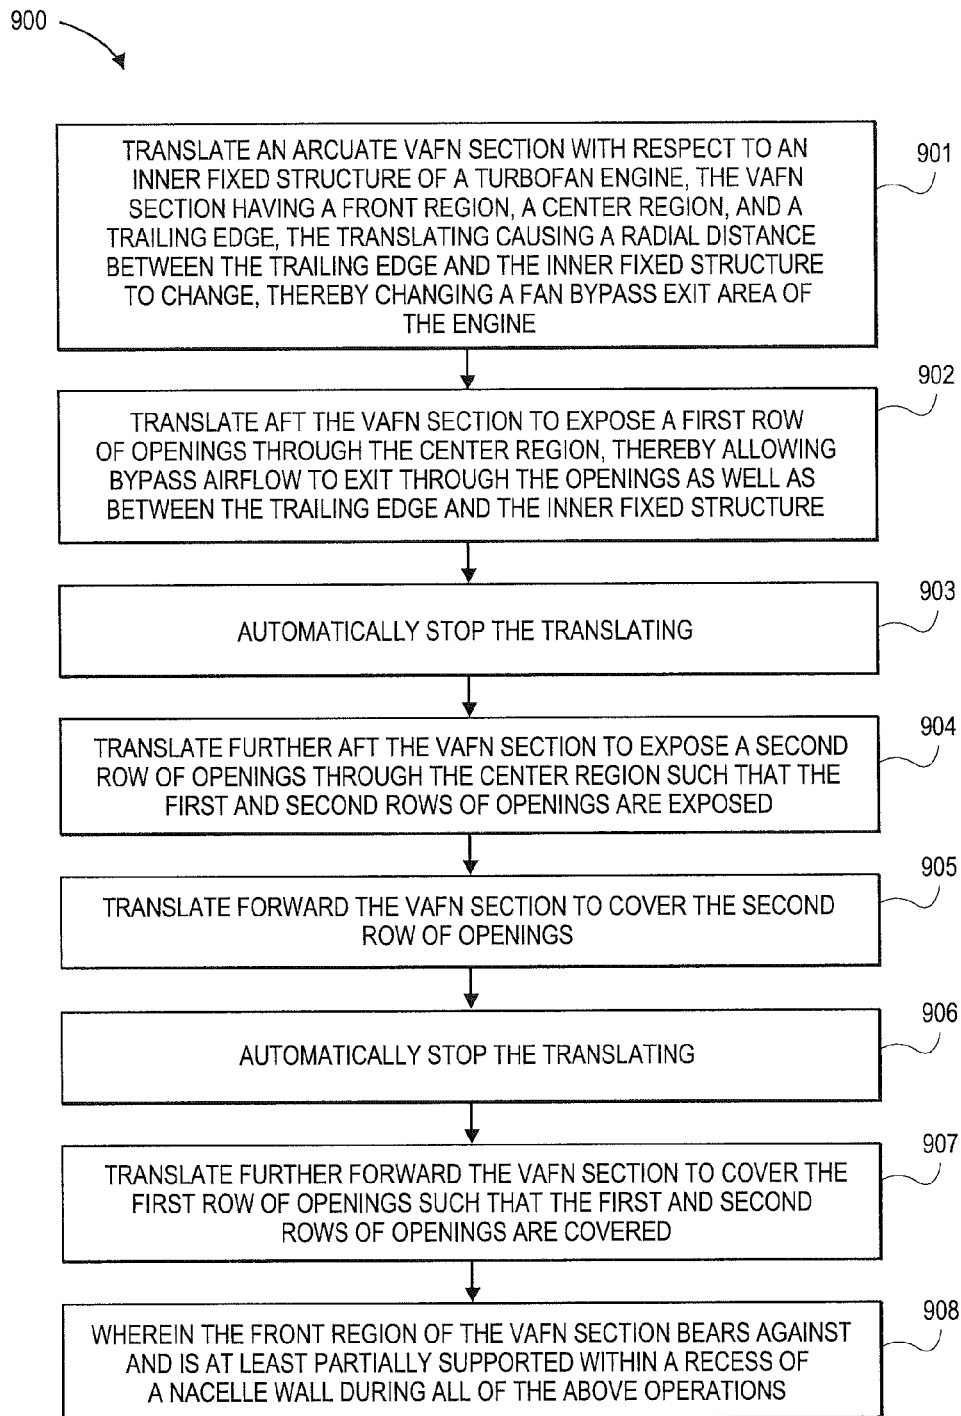 900
TRANSLATE AN ARCUATE VAFN SECTION WITH RESPECT TO AN
INNER FIXED STRUCTURE OF A TURBOFAN ENGINE, THE VAFN
SECTION HAVING A FRONT REGION, A CENTER REGION, AND A
TRAILING EDGE, THE TRANSLATING CAUSING A RADIAL DISTANCE
BETWEEN THE TRAILING EDGE AND THE INNER FIXED STRUCTURE
TO CHANGE, THEREBY CHANGING A FAN BYPASS EXIT AREA OF
THE ENGINE
901
TRANSLATE AFT THE VAFN SECTION TO EXPOSE A FIRST ROW
OF OPENINGS THROUGH THE CENTER REGION, THEREBY ALLOWING
BYPASS AIRFLOW TO EXIT THROUGH THE OPENINGS AS WELL AS
BETWEEN THE TRAILING EDGE AND THE INNER FIXED STRUCTURE
902
AUTOMATICALLY STOP THE TRANSLATING
903
TRANSLATE FURTHER AFT THE VAFN SECTION TO EXPOSE A SECOND
ROW OF OPENINGS THROUGH THE CENTER REGION SUCH THAT THE
FIRST AND SECOND ROWS OF OPENINGS ARE EXPOSED
904
TRANSLATE FORWARD THE VAFN SECTION TO COVER THE SECOND
ROW OF OPENINGS
905
AUTOMATICALLY STOP THE TRANSLATING
906
TRANSLATE FURTHER FORWARD THE VAFN SECTION TO COVER THE
FIRST ROW OF OPENINGS SUCH THAT THE FIRST AND SECOND
ROWS OF OPENINGS ARE COVERED
907
WHEREIN THE FRONT REGION OF THE VAFN SECTION BEARS AGAINST
AND IS AT LEAST PARTIALLY SUPPORTED WITHIN A RECESS OF
A NACELLE WALL DURING ALL OF THE ABOVE OPERATIONS
908